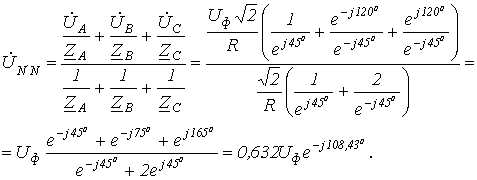 U̇_NN = (U̇_A/Z_A + U̇_B/Z_B + U̇_C/Z_C) / (1/Z_A + 1/Z_B + 1/Z_C) = ((U_ф√2/R)(1/e^{j45°} + e^{-j120°}/e^{-j45°} + e^{j120°}/e^{-j45°})) / ((√2/R)(1/e^{j45°} + 2/e^{-j45°})) =
= U_ф (e^{-j45°} + e^{-j75°} + e^{j165°}) / (e^{-j45°} + 2e^{j45°}) = 0,632U_ф e^{-j108,43°}.